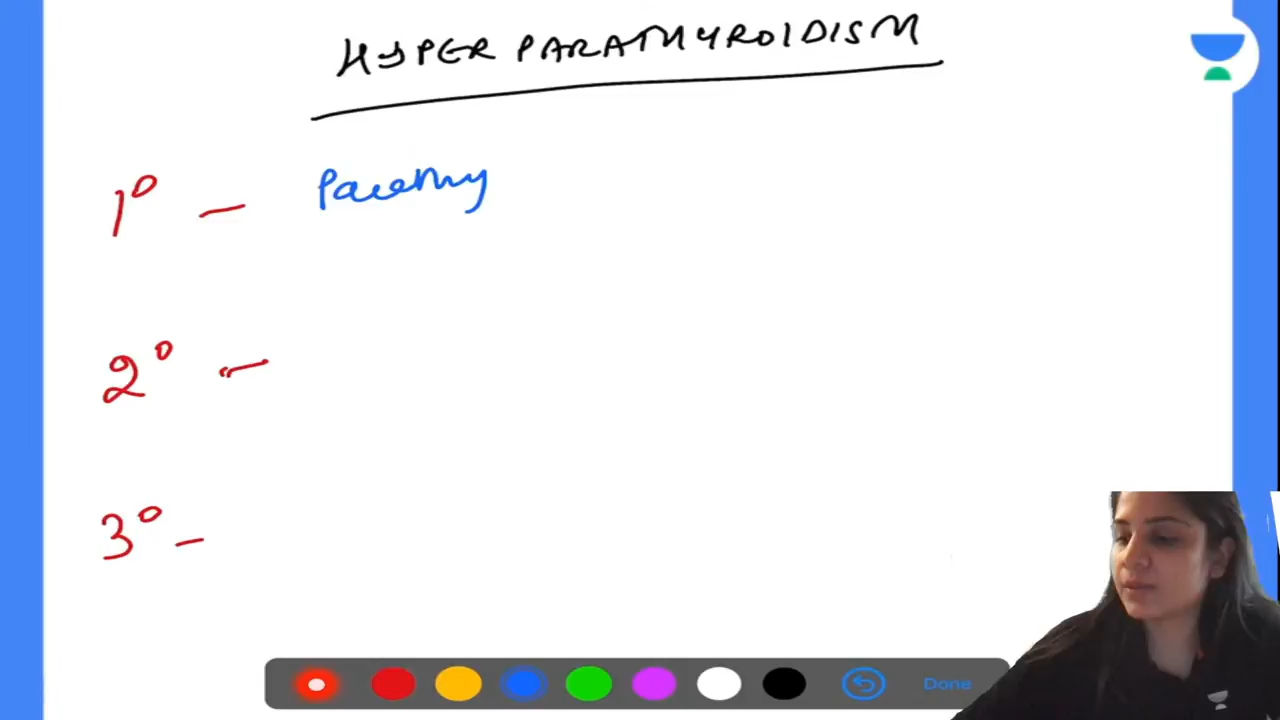 HYPER PARATHYROIDISM
1° - Parathy
2° -
3° -
Done